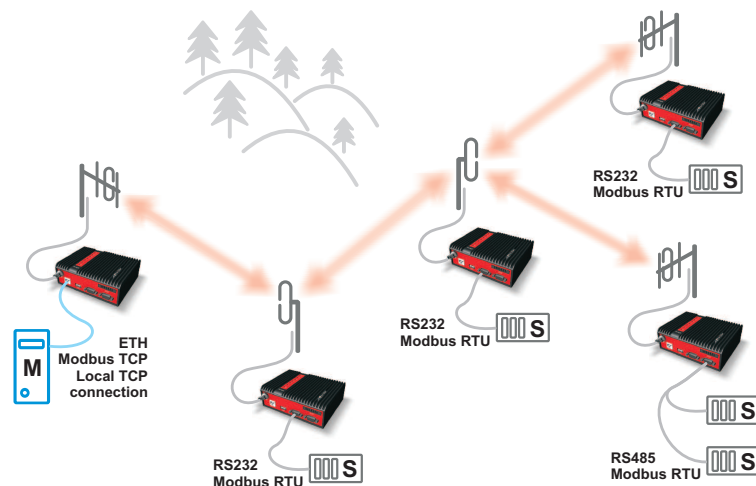 RS232
Modbus RTU
S
M
ETH
Modbus TCP
Local TCP
connection
RS232
Modbus RTU
S
RS232
Modbus RTU
S
S
RS485
Modbus RTU
S